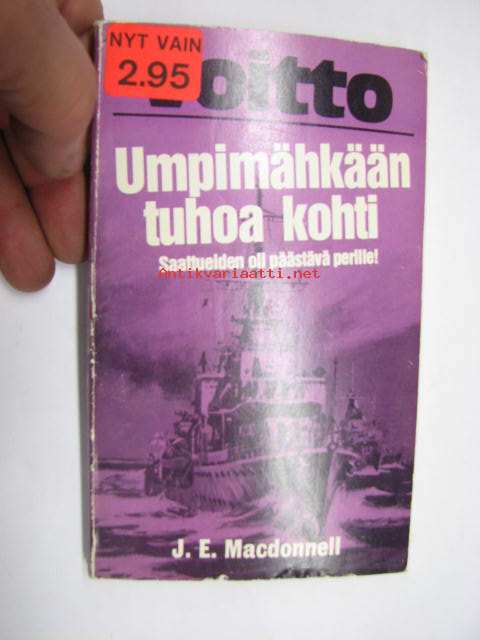 NYT VAIN
2.95
Voitto
Umpimähkään
tuhoa kohti
Saattueiden oli päästävä perille!
Antikvariaatti.net
J. E. Macdonnell